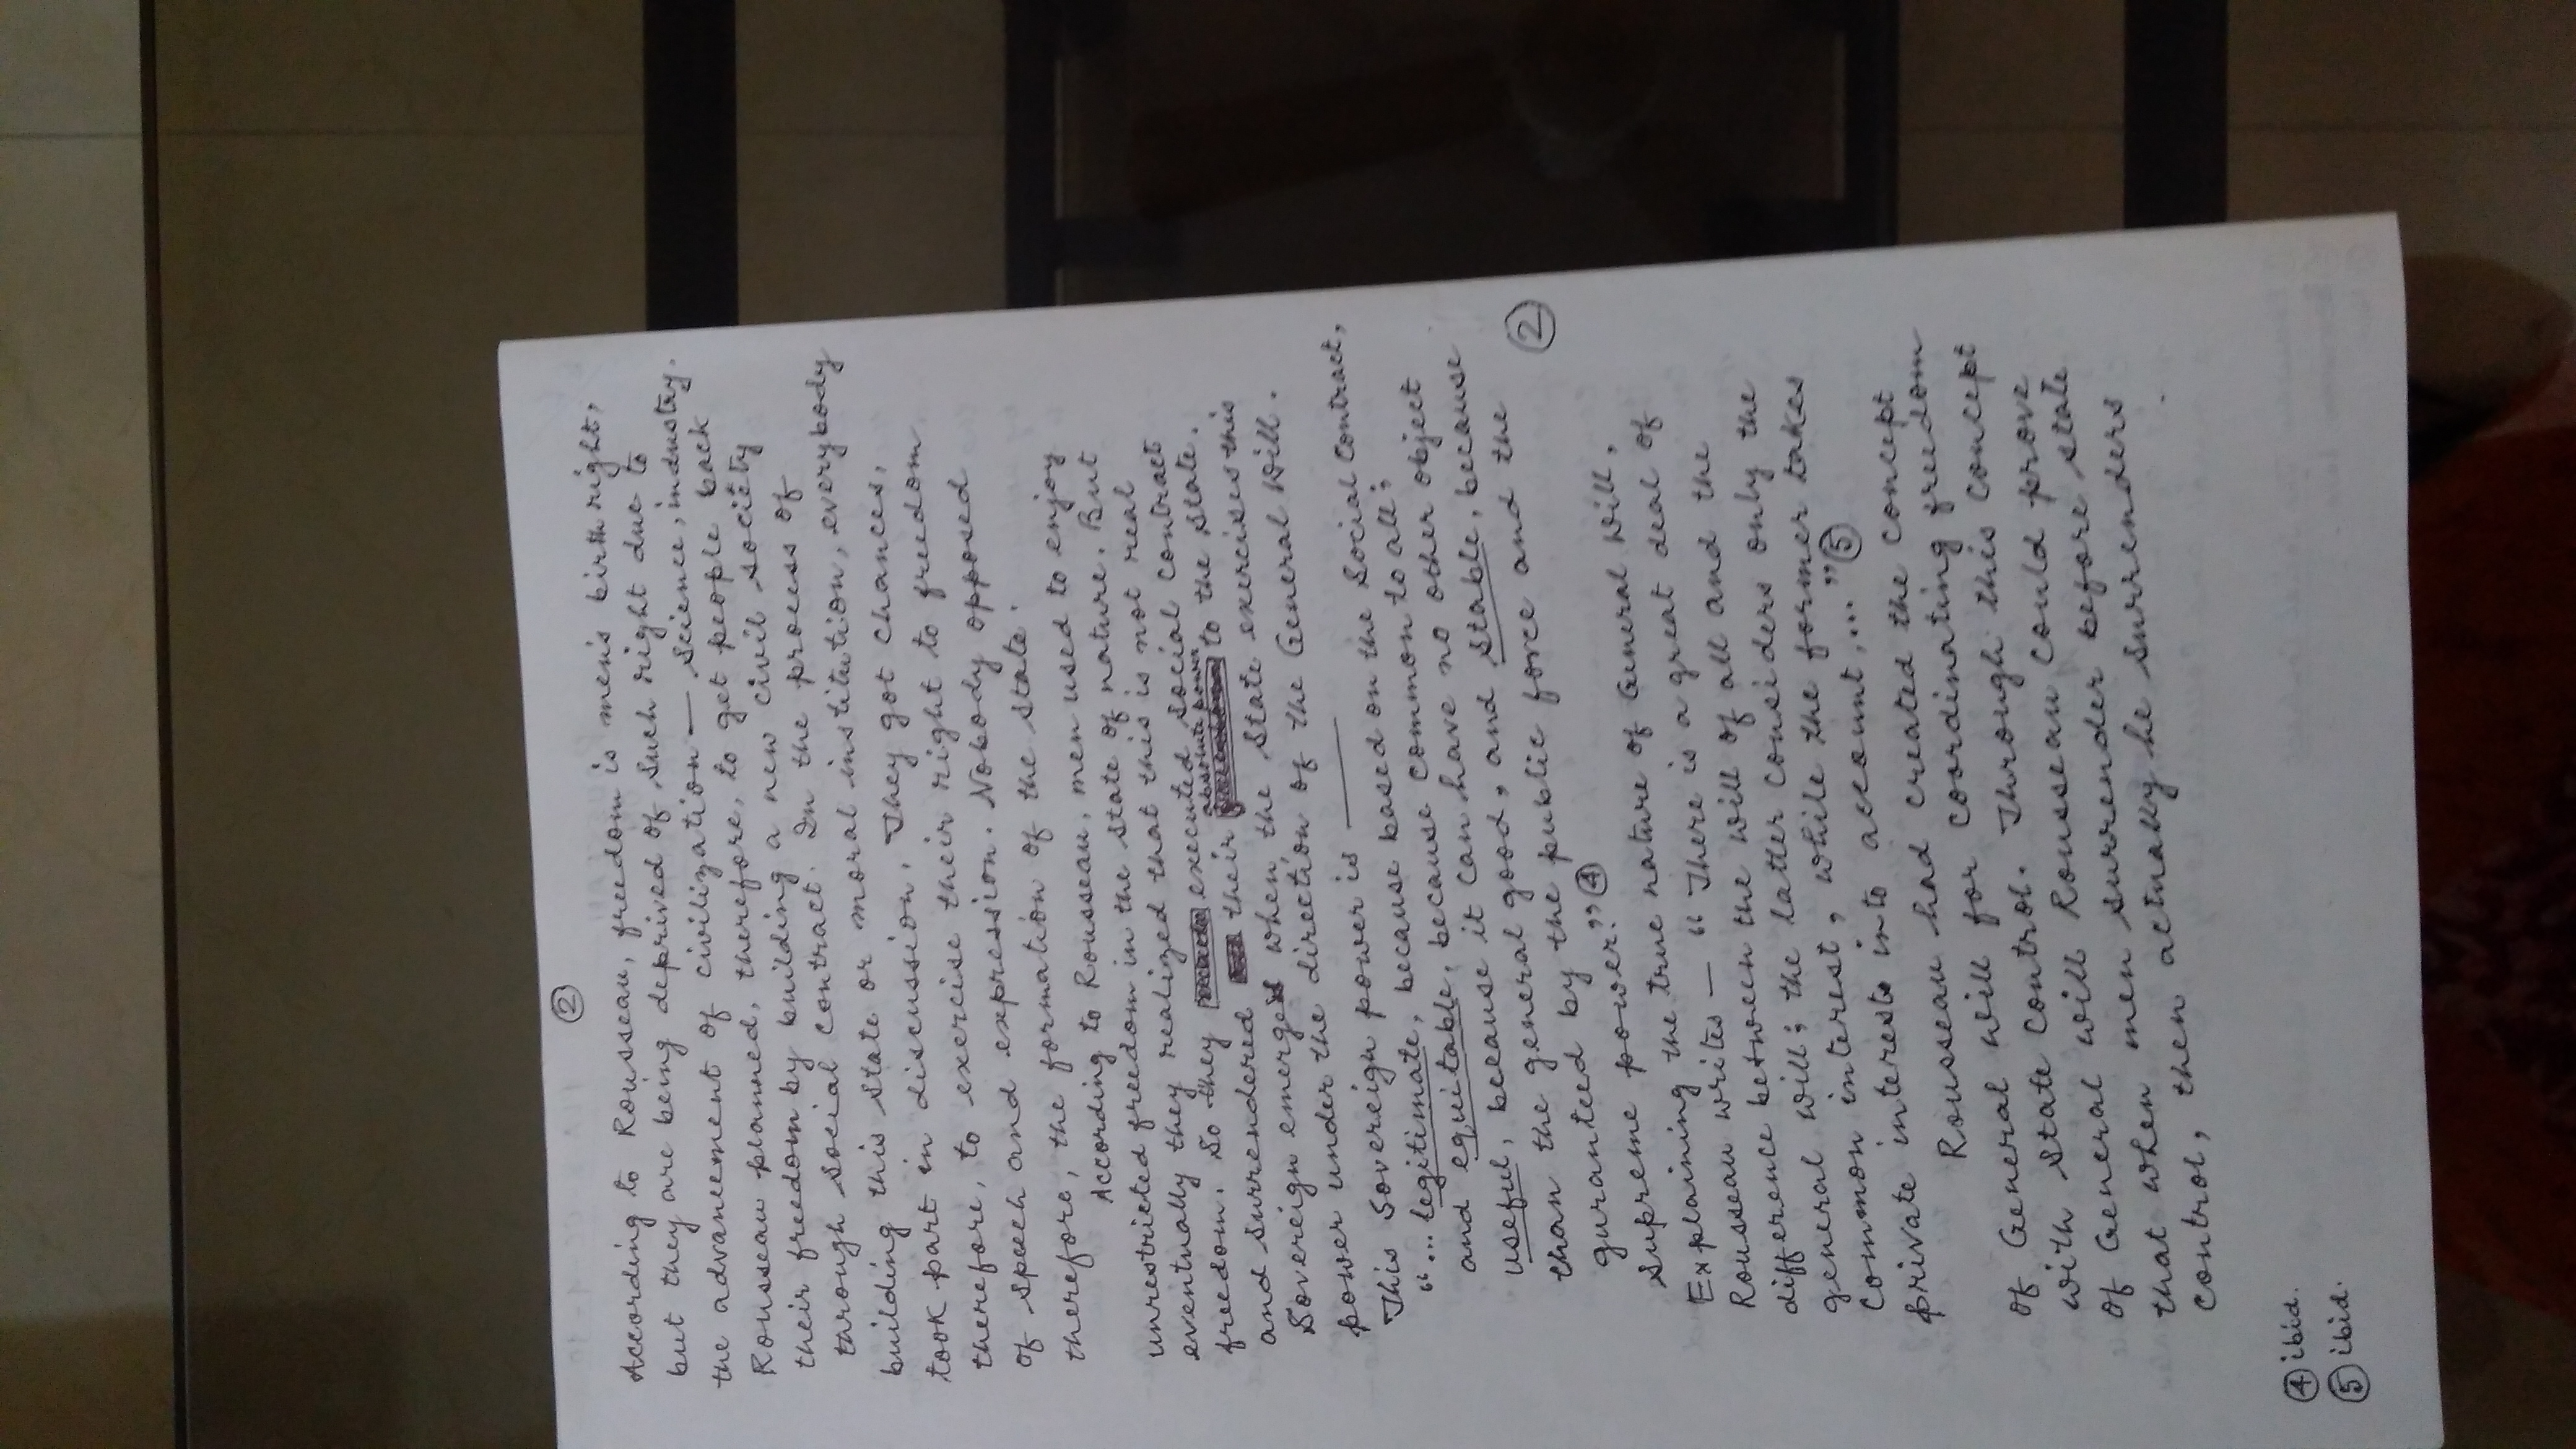 ②
According to Rousseau, freedom is men's birth right,
but they are being deprived of such right due to
the advancement of civilization — science, industry.
Rousseau planned, therefore, to get people back
their freedom by building a new civil society
through social contract. In the process of
building this state or moral institution, everybody
took part in discussion. They got chances,
therefore, to exercise their right to freedom
of speech and expression. Nobody opposed
therefore, the formation of the state.
According to Rousseau, men used to enjoy
unrestricted freedom in the state of nature. But
eventually they realized that this is not real
freedom. So they executed social contract
and surrendered their absolute power to the state.
Sovereign emerges when the state exercises this
power under the direction of the General Will.
This Sovereign power is —
"... legitimate, because based on the social contract,
and equitable, because common to all;
useful, because it can have no other object
than the general good, and stable, because
guranteed by the public force and the
supreme power." ④ ②
Explaining the true nature of General Will,
Rousseau writes — "There is a great deal of
difference between the will of all and the
general will; the latter considers only the
common interest, while the former takes
private interests into account,..." ⑤
Rousseau had created the concept
of General will for coordinating freedom
with State Control. Through this concept
of General will Rousseau could prove
that when men surrender before state
control, then actually he surrenders
④ ibid.
⑤ ibid.